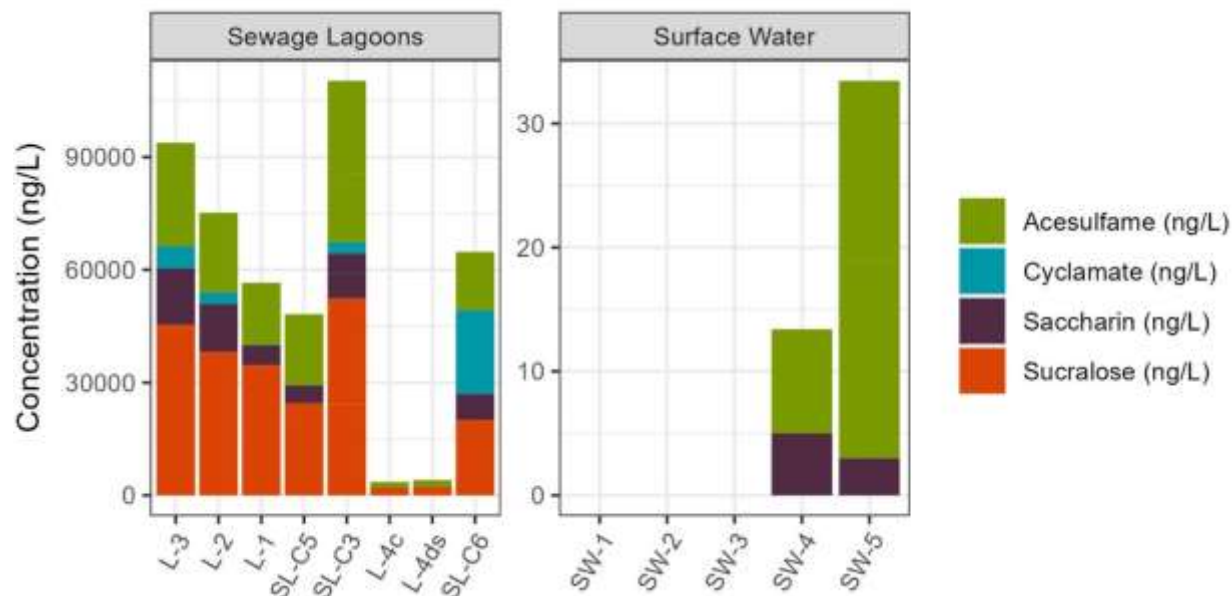 Sewage Lagoons
Surface Water
Concentration (ng/L)
90000
60000
30000
0
L-3
L-2
L-1
SL-C5
SL-C3
L-4c
L-4ds
SL-C6
30
20
10
0
SW-1
SW-2
SW-3
SW-4
SW-5
Acesulfame (ng/L)
Cyclamate (ng/L)
Saccharin (ng/L)
Sucralose (ng/L)